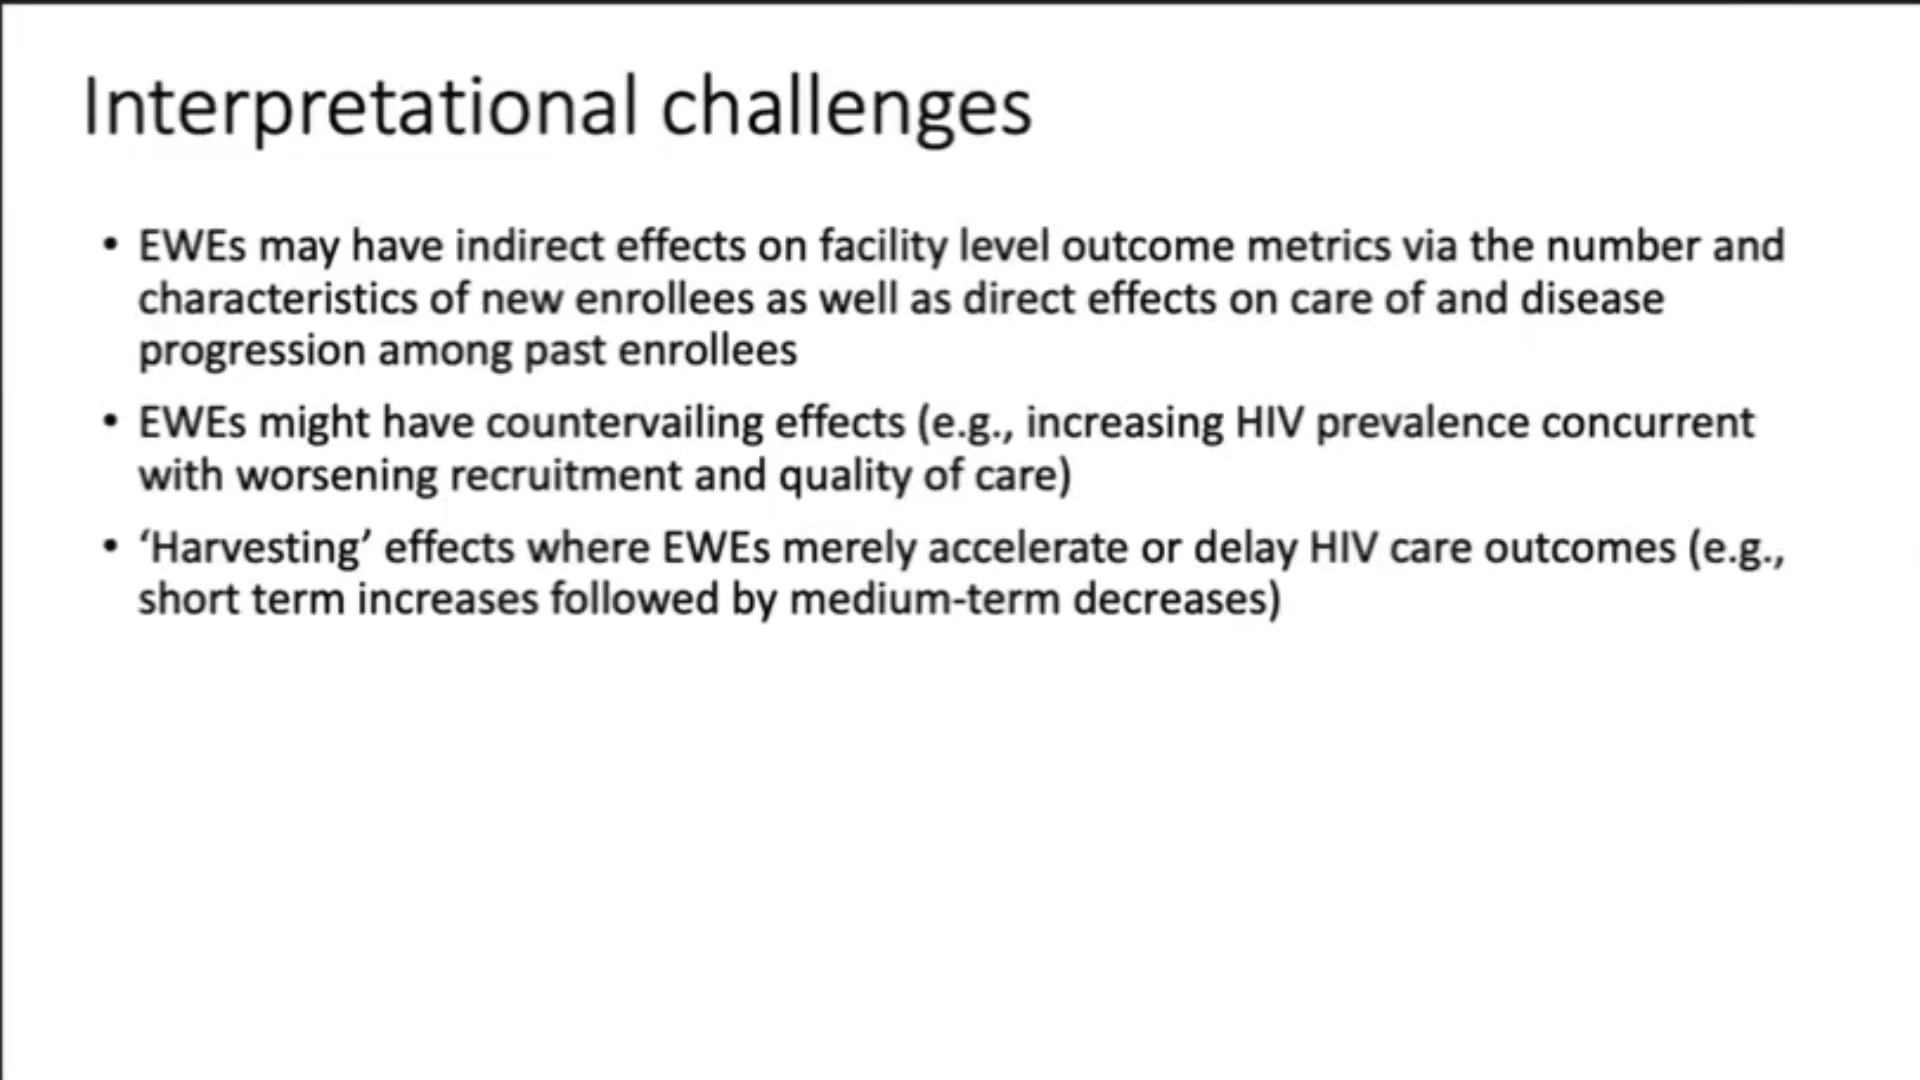 Interpretational challenges
• EWEs may have indirect effects on facility level outcome metrics via the number and
characteristics of new enrollees as well as direct effects on care of and disease
progression among past enrollees
• EWEs might have countervailing effects (e.g., increasing HIV prevalence concurrent
with worsening recruitment and quality of care)
• ‘Harvesting’ effects where EWEs merely accelerate or delay HIV care outcomes (e.g.,
short term increases followed by medium-term decreases)